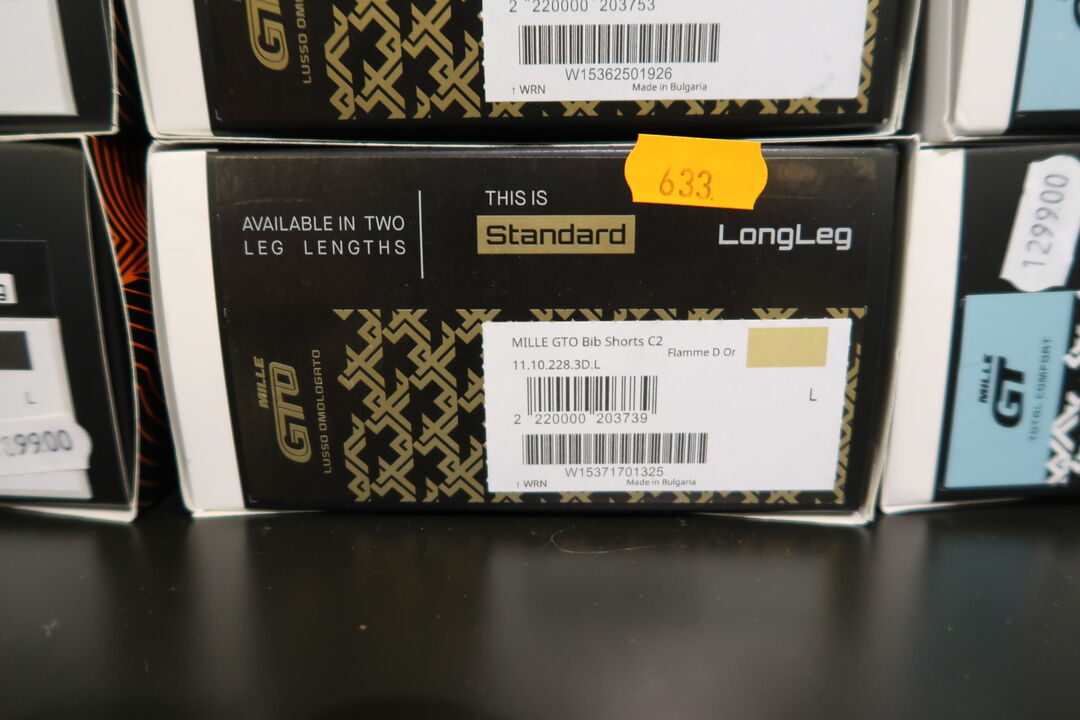 2 220000 203753
W15362501926
↑ WRN Made in Bulgaria
GTO
633
THIS IS
AVAILABLE IN TWO
LEG LENGTHS
Standard
LongLeg
MILLE
GTO
LUSSO OMOLOGATO
MILLE GTO Bib Shorts C2
Flamme D Or
11.10.228.3D.L
L
2 220000 203739
W15371701325
↑ WRN Made in Bulgaria
L
9900
129900
MILLE
GT
TOTAL COMFORT